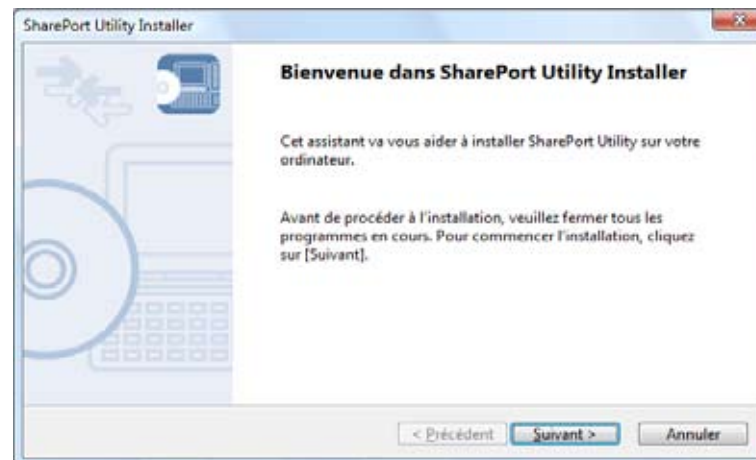 SharePort Utility Installer
Bienvenue dans SharePort Utility Installer
Cet assistant va vous aider à installer SharePort Utility sur votre
ordinateur.
Avant de procéder à l'installation, veuillez fermer tous les
programmes en cours. Pour commencer l'installation, cliquez
sur [Suivant].
< Précédent Suivant > Annuler